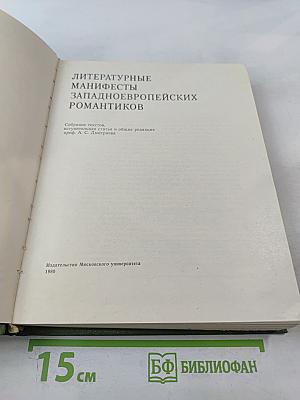 ЛИТЕРАТУРНЫЕ
МАНИФЕСТЫ
ЗАПАДНОЕВРОПЕЙСКИХ
РОМАНТИКОВ
Собрание текстов,
вступительная статья и общая редакция
проф. А. С. Дмитриева
Издательство Московского университета
1980
15 см
БФ БИБЛИОФАН